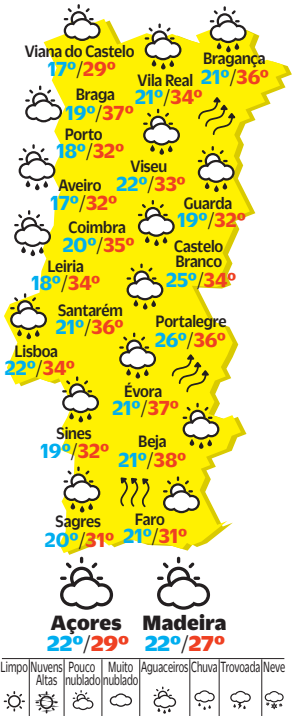 Viana do Castelo
17º/29º
Bragança
21º/36º
Vila Real
21º/34º
Braga
19º/37º
Porto
18º/32º
Viseu
22º/33º
Aveiro
17º/32º
Guarda
19º/32º
Coimbra
20º/35º
Castelo
Branco
25º/34º
Leiria
18º/34º
Santarém
21º/36º
Portalegre
26º/36º
Lisboa
22º/34º
Évora
21º/37º
Sines
19º/32º
Beja
21º/38º
Sagres
20º/31º
Faro
21º/31º
Açores
22º/29º
Madeira
22º/27º
Limpo
Nuvens
Altas
Pouco
nublado
Muito
nublado
Aguaceiros
Chuva
Trovoada
Neve